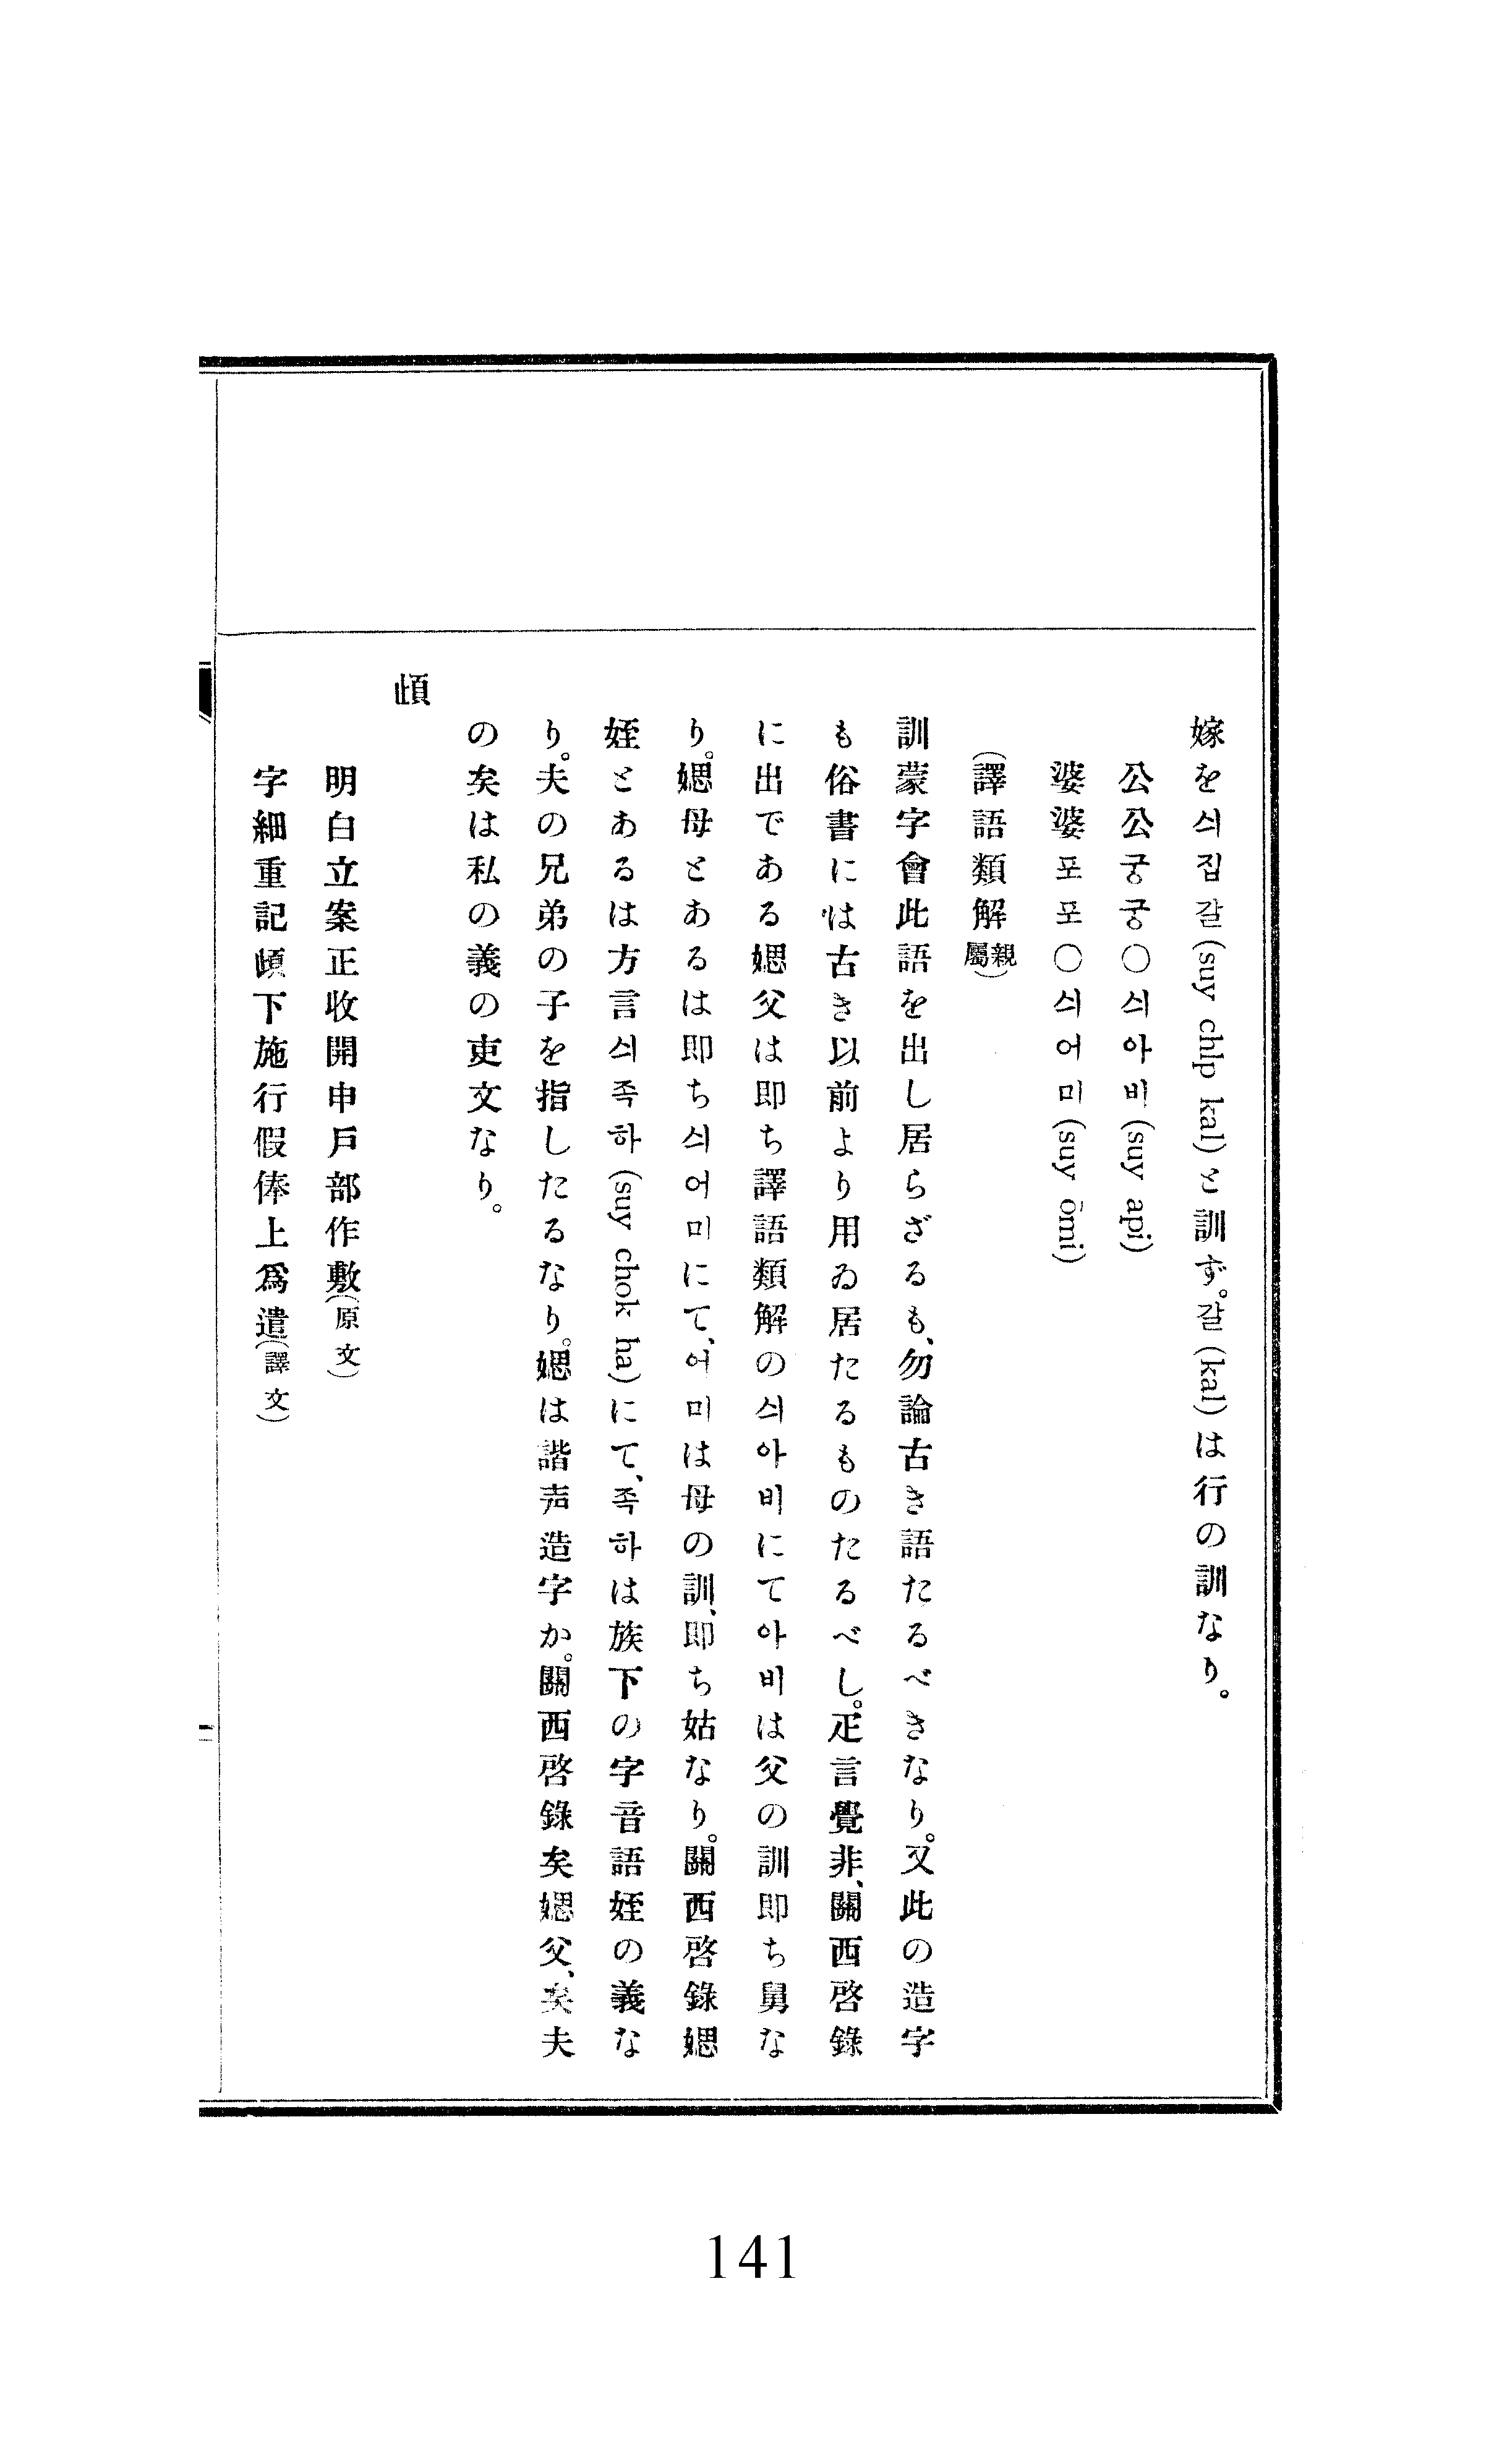 嫁を싀집갈(suy chlp kal)と訓ず。갈(kal)は行の訓なり。
公公궁궁〇싀아비(suy api)
婆婆포포〇싀어미(suy ŏmi)
(譯語類解親屬)
訓蒙字會此語を出し居らざるも、勿論古き語たるべきなり。又此の造字
も俗書には古き以前より用ゐ居たるものたるべし。疋言覺非、關西啓錄
に出である媤父は即ち譯語類解の싀아비にて아비は父の訓即ち舅な
り。媤母とあるは即ち싀어미にて、어미は母の訓、即ち姑なり。關西啓錄媤
姪とあるは方言싀족하(suy chok ha)にて、족하は族下の字音語姪の義な
り。夫の兄弟の子を指したるなり。媤は諧声造字か。關西啓錄矣媤父、矣夫
の矣は私の義の吏文なり。
𩑠
明白立案正收開申戶部作敷(原文)
字細重記𩑠下施行假俸上爲遣(譯文)
141